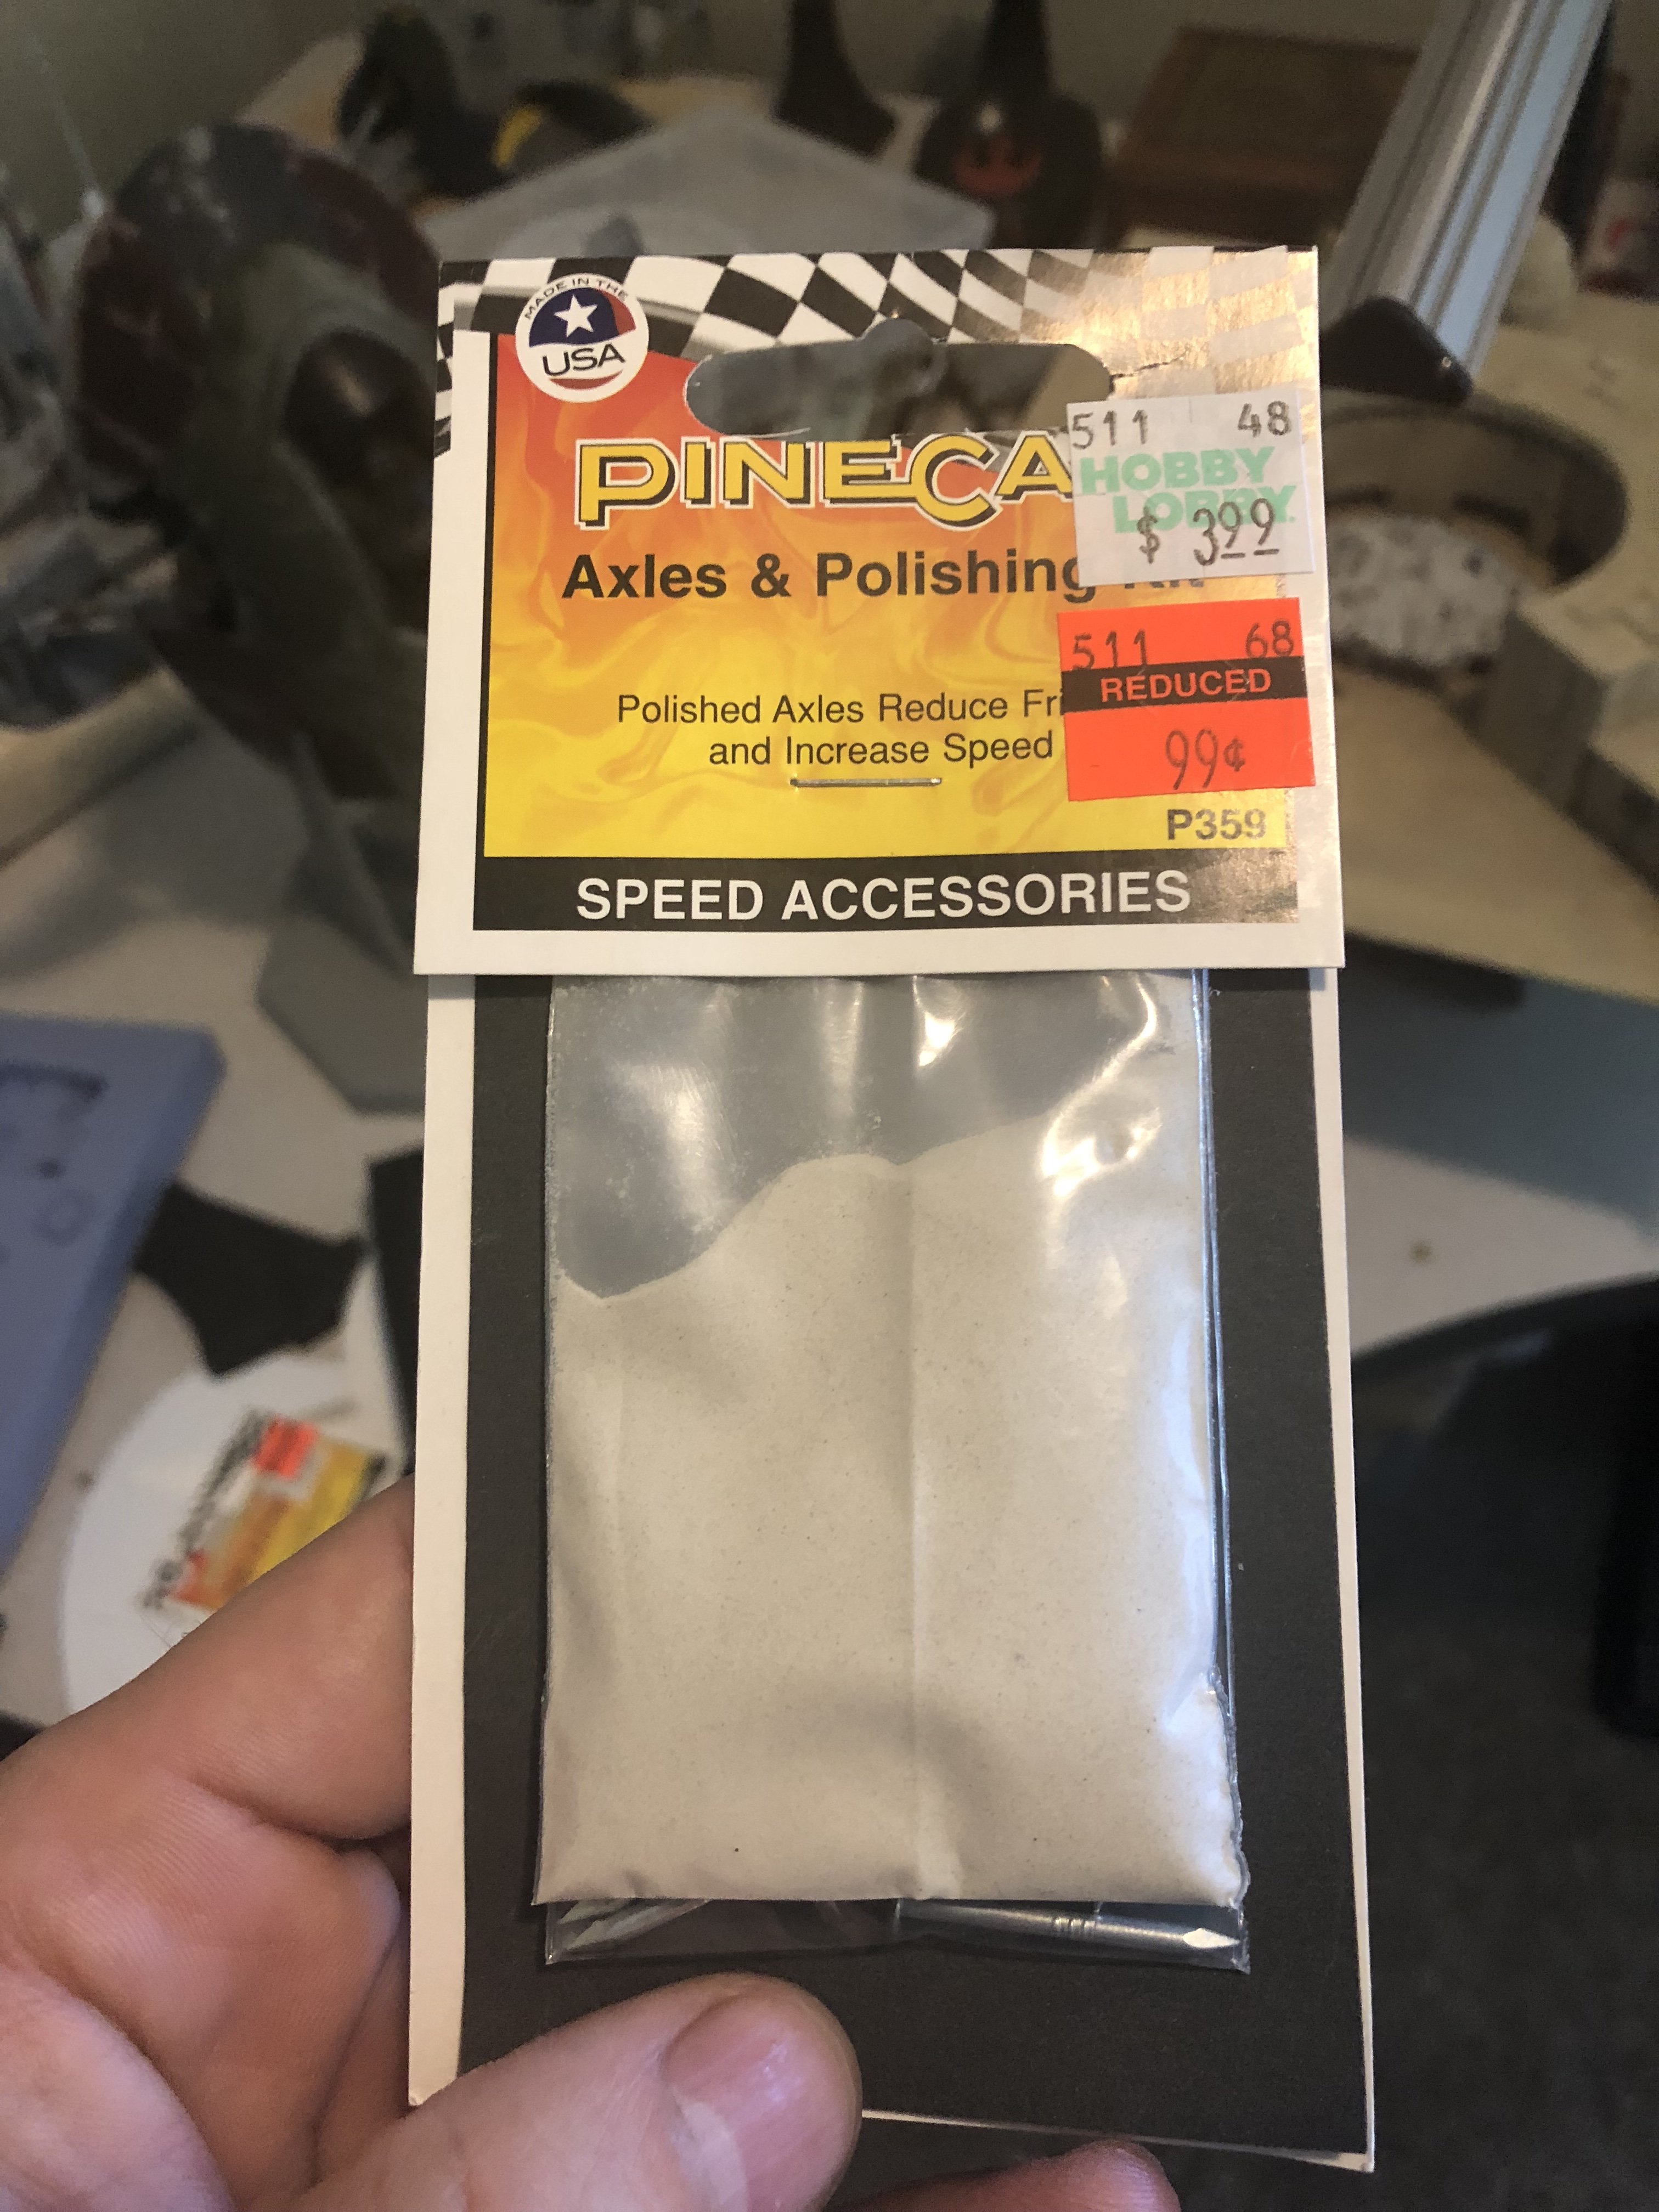 MADE IN THE
USA
PINECA
Axles & Polishing
Polished Axles Reduce Fri
and Increase Speed
P359
SPEED ACCESSORIES
511 48
HOBBY
LOBBY
$ 3.99
511 68
REDUCED
99¢